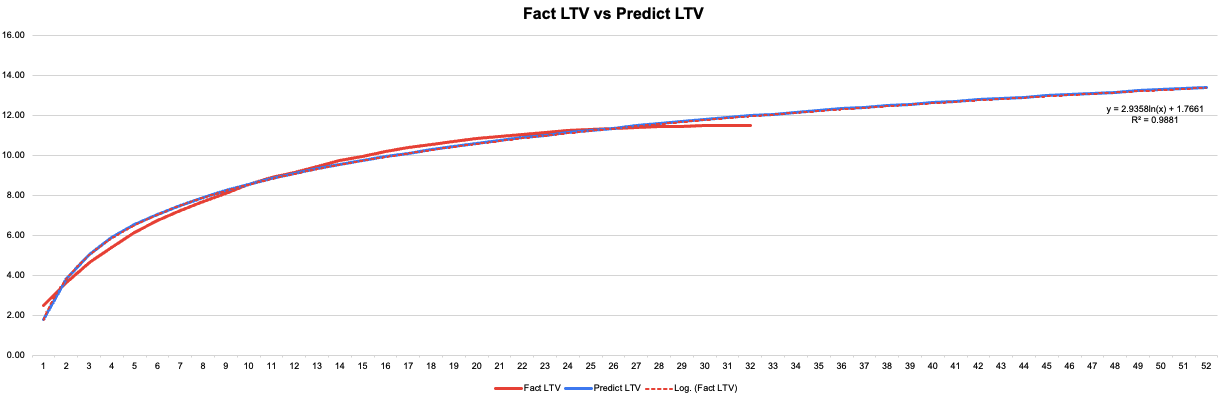 Fact LTV vs Predict LTV
16.00
14.00
12.00
10.00
8.00
6.00
4.00
2.00
0.00
y = 2.9358ln(x) + 1.7661
R² = 0.9881
1 2 3 4 5 6 7 8 9 10 11 12 13 14 15 16 17 18 19 20 21 22 23 24 25 26 27 28 29 30 31 32 33 34 35 36 37 38 39 40 41 42 43 44 45 46 47 48 49 50 51 52
Fact LTV Predict LTV Log. (Fact LTV)